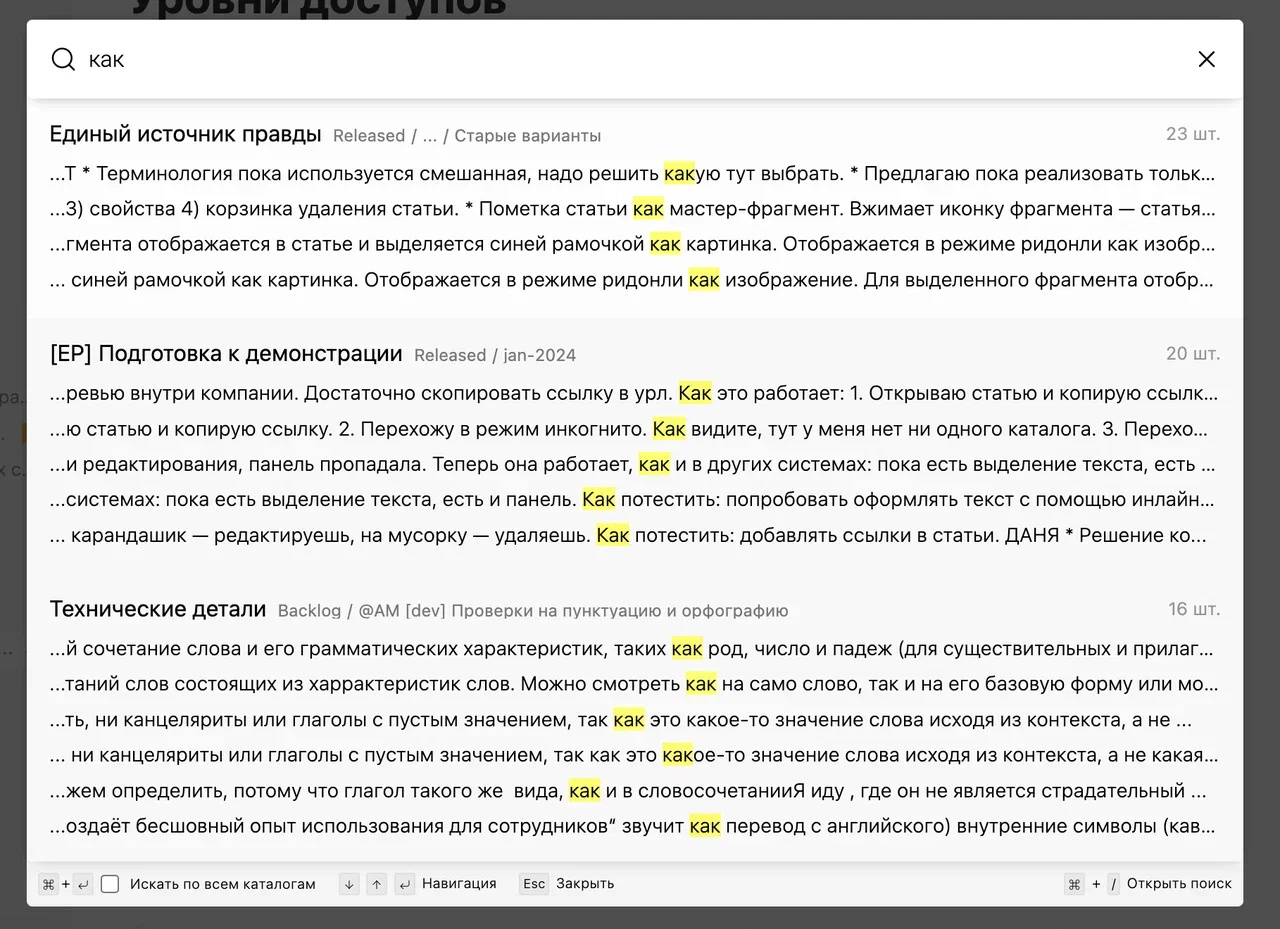 Уровни доступов
как
Единый источник правды Released / ... / Старые варианты 23 шт.
...Т * Терминология пока используется смешанная, надо решить какую тут выбрать. * Предлагаю пока реализовать тольк...
...3) свойства 4) корзинка удаления статьи. * Пометка статьи как мастер-фрагмент. Вжимает иконку фрагмента — статья...
...гмента отображается в статье и выделяется синей рамочкой как картинка. Отображается в режиме ридонли как изобр...
... синей рамочкой как картинка. Отображается в режиме ридонли как изображение. Для выделенного фрагмента отобр...
[EP] Подготовка к демонстрации Released / jan-2024 20 шт.
...ревью внутри компании. Достаточно скопировать ссылку в урл. Как это работает: 1. Открываю статью и копирую ссылк...
...ю статью и копирую ссылку. 2. Перехожу в режим инкогнито. Как видите, тут у меня нет ни одного каталога. 3. Перехо...
...и редактирования, панель пропадала. Теперь она работает, как и в других системах: пока есть выделение текста, есть ...
...системах: пока есть выделение текста, есть и панель. Как потестить: попробовать оформлять текст с помощью инлайн...
... карандашик — редактируешь, на мусорку — удаляешь. Как потестить: добавлять ссылки в статьи. ДАНЯ * Решение ко...
Технические детали Backlog / @AM [dev] Проверки на пунктуацию и орфографию 16 шт.
...й сочетание слова и его грамматических характеристик, таких как род, число и падеж (для существительных и прилаг...
...таний слов состоящих из харрактеристик слов. Можно смотреть как на само слово, так и на его базовую форму или мо...
...ть, ни канцеляриты или глаголы с пустым значением, так как это какое-то значение слова исходя из контекста, а не ...
... ни канцеляриты или глаголы с пустым значением, так как это какое-то значение слова исходя из контекста, а не какая...
...жем определить, потому что глагол такого же  вида, как и в словосочетанииЯ иду , где он не является страдательный ...
...оздаёт бесшовный опыт использования для сотрудников“ звучит как перевод с английского) внутренние символы (кав...
⌘ + ↵ Искать по всем каталогам ↓ ↑ ↵ Навигация Esc Закрыть ⌘ + / Открыть поиск